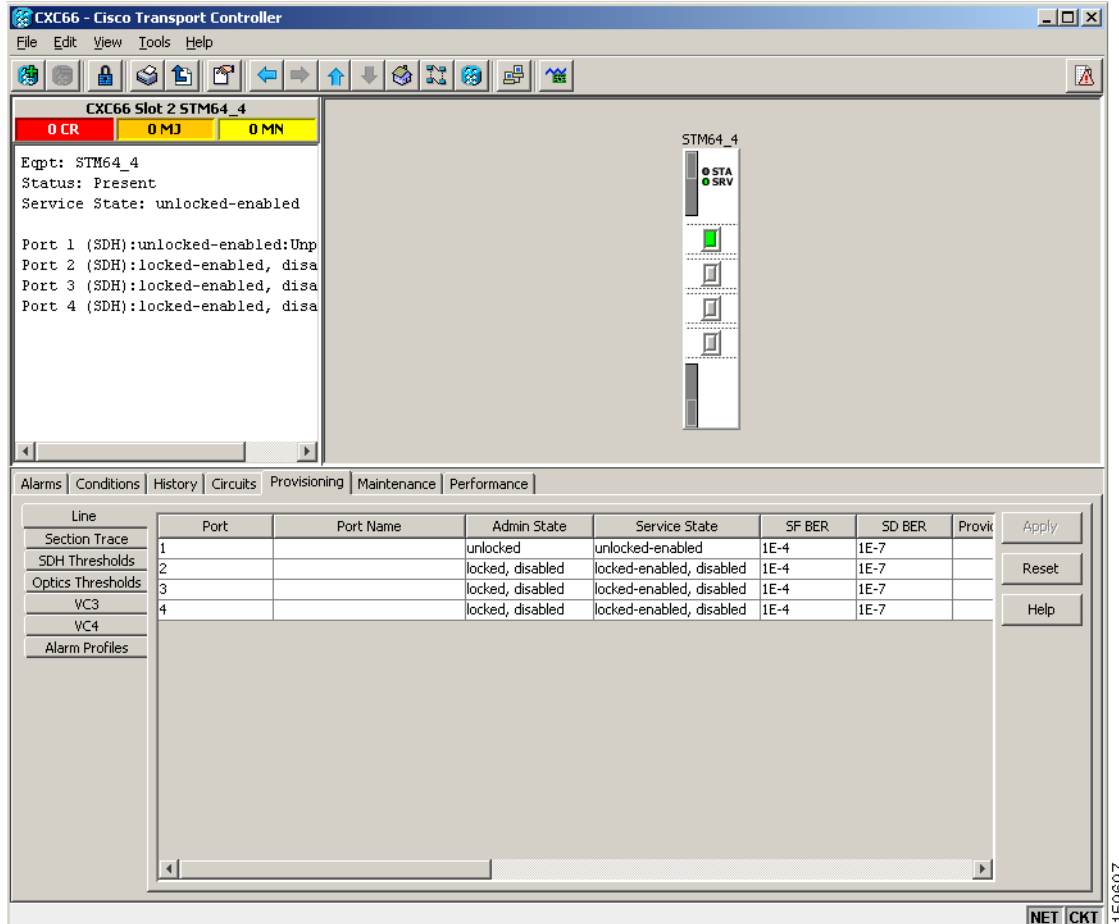 CXC66 - Cisco Transport Controller
File Edit View Tools Help
CXC66 Slot 2 STM64_4
0 CR 0 MJ 0 MN
Eqpt: STM64_4
Status: Present
Service State: unlocked-enabled
Port 1 (SDH):unlocked-enabled:Unp
Port 2 (SDH):locked-enabled, disa
Port 3 (SDH):locked-enabled, disa
Port 4 (SDH):locked-enabled, disa
STM64_4
STA
SRV
Alarms Conditions History Circuits Provisioning Maintenance Performance
Line
Section Trace
SDH Thresholds
Optics Thresholds
VC3
VC4
Alarm Profiles
Port Port Name Admin State Service State SF BER SD BER Provic
1 unlocked unlocked-enabled 1E-4 1E-7
2 locked, disabled locked-enabled, disabled 1E-4 1E-7
3 locked, disabled locked-enabled, disabled 1E-4 1E-7
4 locked, disabled locked-enabled, disabled 1E-4 1E-7
Apply
Reset
Help
NET CKT